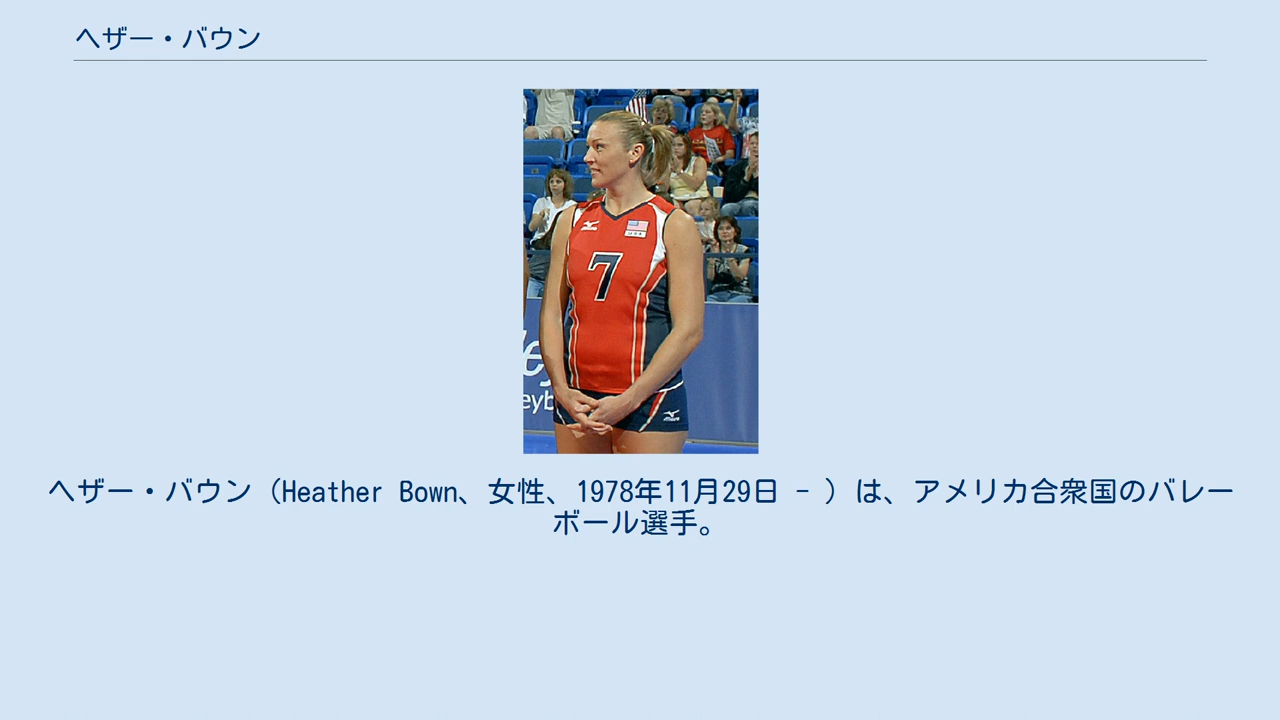 ヘザー・バウン
7
eyb
ヘザー・バウン（Heather Bown、女性、1978年11月29日 - ）は、アメリカ合衆国のバレー
ボール選手。